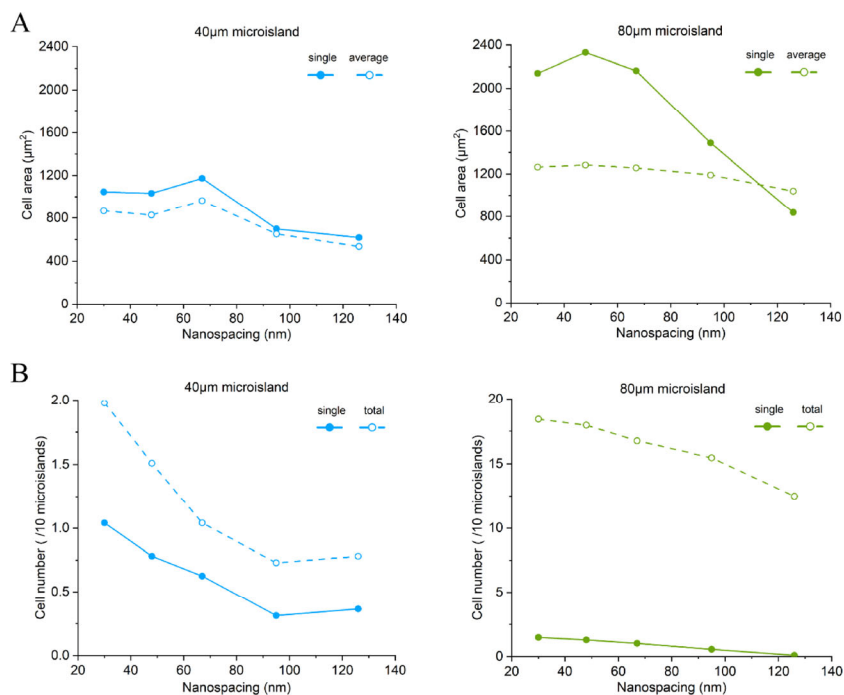 A
40μm microisland
single average
2400
2000
1600
1200
800
400
0
Cell area (μm²)
20 40 60 80 100 120 140
Nanospacing (nm)
80μm microisland
single average
2400
2000
1600
1200
800
400
0
Cell area (μm²)
20 40 60 80 100 120 140
Nanospacing (nm)
B
40μm microisland
single total
2.0
1.5
1.0
0.5
0.0
Cell number ( /10 microislands)
20 40 60 80 100 120 140
Nanospacing (nm)
80μm microisland
single total
20
15
10
5
0
Cell number ( /10 microislands)
20 40 60 80 100 120 140
Nanospacing (nm)